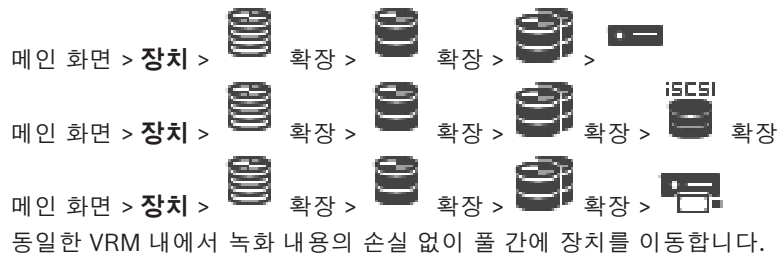 메인 화면 > 장치 > 확장 > 확장 > >
iSCSI
메인 화면 > 장치 > 확장 > 확장 > 확장 > 확장
메인 화면 > 장치 > 확장 > 확장 > 확장 >
동일한 VRM 내에서 녹화 내용의 손실 없이 풀 간에 장치를 이동합니다.